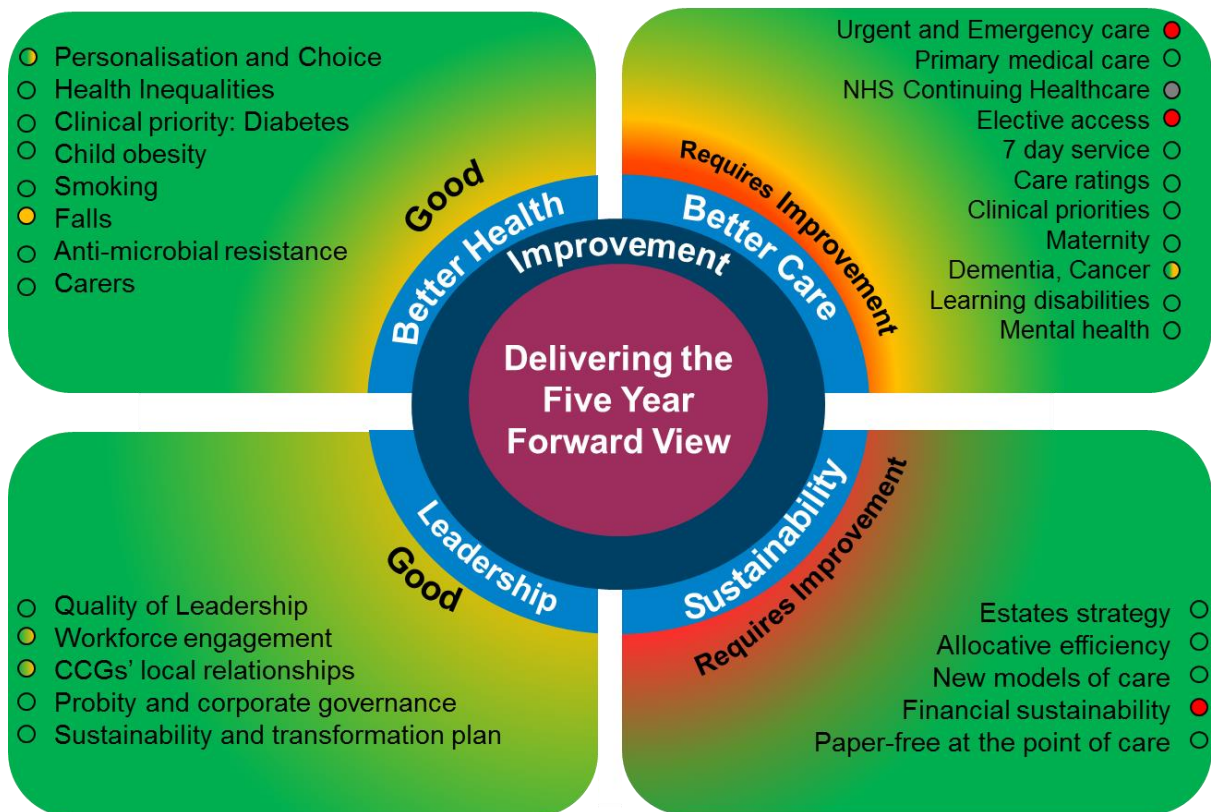 Personalisation and Choice
Health Inequalities
Clinical priority: Diabetes
Child obesity
Smoking
Falls
Anti-microbial resistance
Carers
Good
Better Health
Urgent and Emergency care
Primary medical care
NHS Continuing Healthcare
Elective access
7 day service
Care ratings
Clinical priorities
Maternity
Dementia, Cancer
Learning disabilities
Mental health
Requires Improvement
Better Care
Improvement
Delivering the
Five Year
Forward View
Leadership
Good
Quality of Leadership
Workforce engagement
CCGs' local relationships
Probity and corporate governance
Sustainability and transformation plan
Sustainability
Requires Improvement
Estates strategy
Allocative efficiency
New models of care
Financial sustainability
Paper-free at the point of care